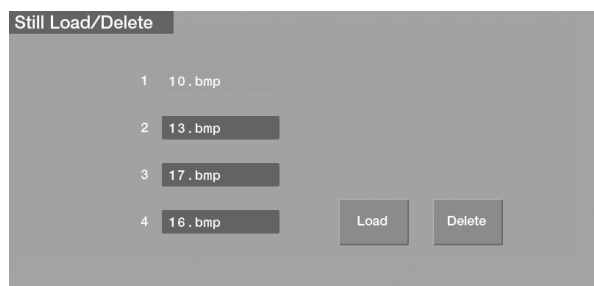 Still Load/Delete
1 10.bmp
2 13.bmp
3 17.bmp
4 16.bmp Load Delete